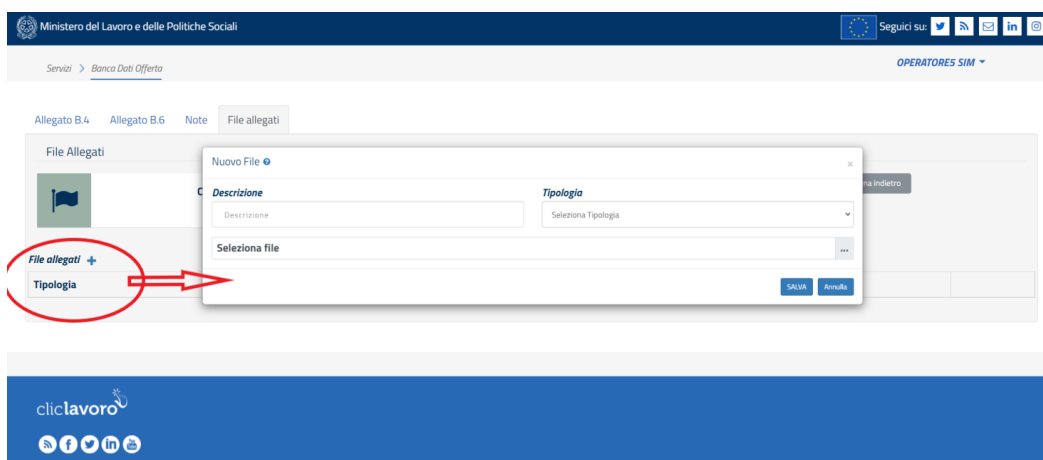 Ministero del Lavoro e delle Politiche Sociali
Seguici su:
Servizi > Banca Dati Offerta
OPERATORE5 SIM
Allegato B.4 Allegato B.6 Note File allegati
File Allegati
Nuovo File
×
C
na indietro
Descrizione Tipologia
Descrizione Seleziona Tipologia
Seleziona file ...
File allegati +
Tipologia
SALVA Annulla
cliclavoro